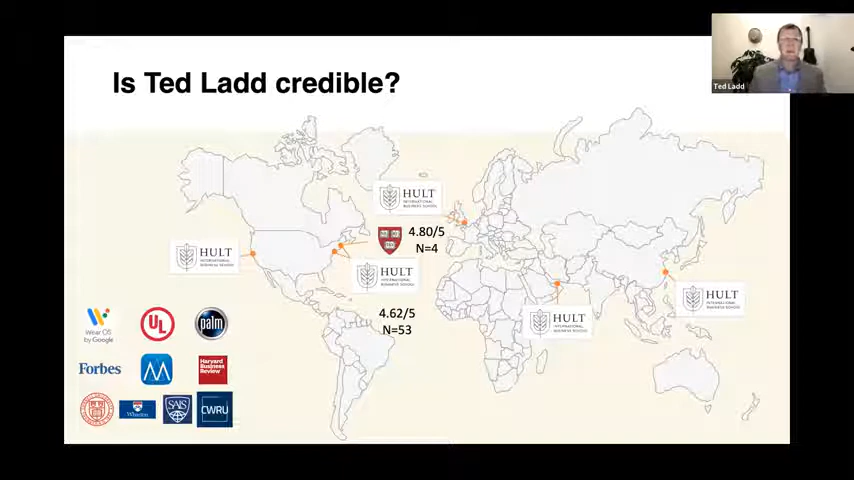 Is Ted Ladd credible?
Ted Ladd
HULT
INTERNATIONAL
BUSINESS SCHOOL
4.80/5
N=4
HULT
INTERNATIONAL
BUSINESS SCHOOL
HULT
INTERNATIONAL
BUSINESS SCHOOL
HULT
INTERNATIONAL
BUSINESS SCHOOL
HULT
INTERNATIONAL
BUSINESS SCHOOL
4.62/5
N=53
Wear OS
by Google
UL
palm
Forbes
Harvard
Business
Review
Wharton
SAIS
CWRU